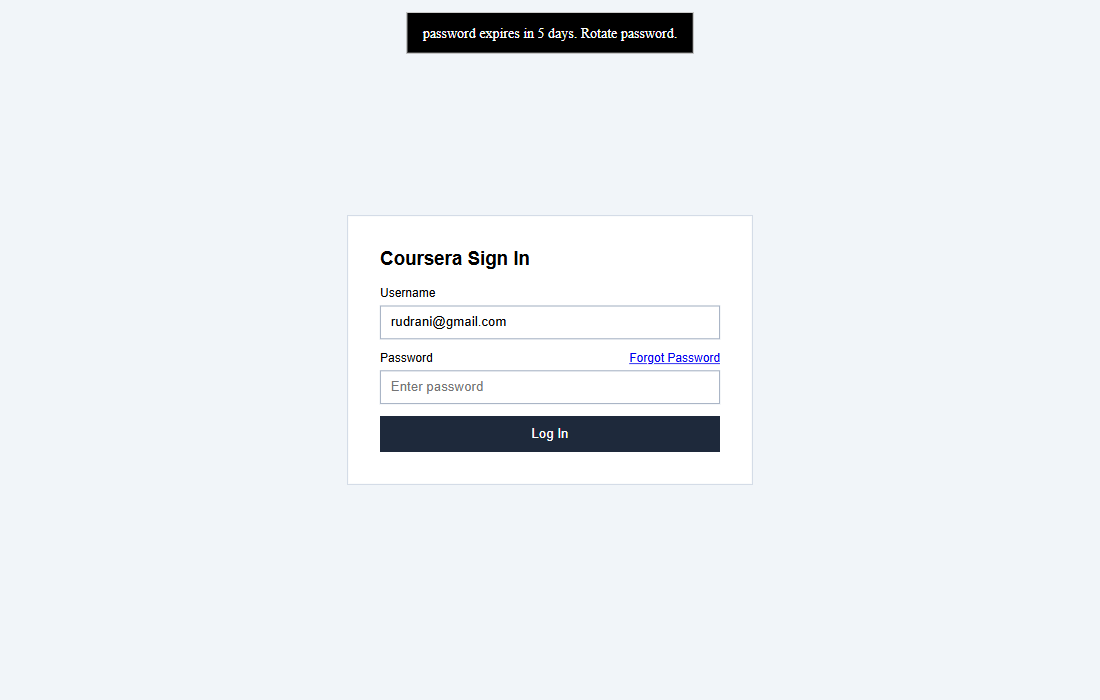 password expires in 5 days. Rotate password.
Coursera Sign In
Username
rudrani@gmail.com
Password Forgot Password
Enter password
Log In